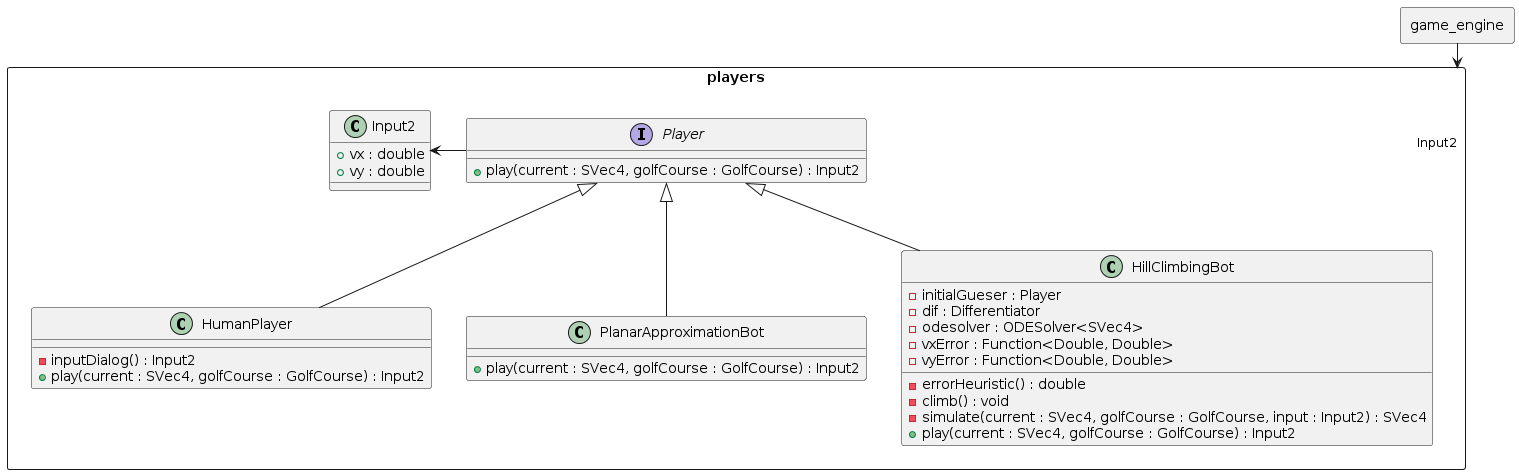 game_engine
players
Input2
C Input2
vx : double
vy : double
I Player
play(current : SVec4, golfCourse : GolfCourse) : Input2
C HumanPlayer
inputDialog() : Input2
play(current : SVec4, golfCourse : GolfCourse) : Input2
C PlanarApproximationBot
play(current : SVec4, golfCourse : GolfCourse) : Input2
C HillClimbingBot
initialGueser : Player
dif : Differentiator
odesolver : ODESolver<SVec4>
vxError : Function<Double, Double>
vyError : Function<Double, Double>
errorHeuristic() : double
climb() : void
simulate(current : SVec4, golfCourse : GolfCourse, input : Input2) : SVec4
play(current : SVec4, golfCourse : GolfCourse) : Input2